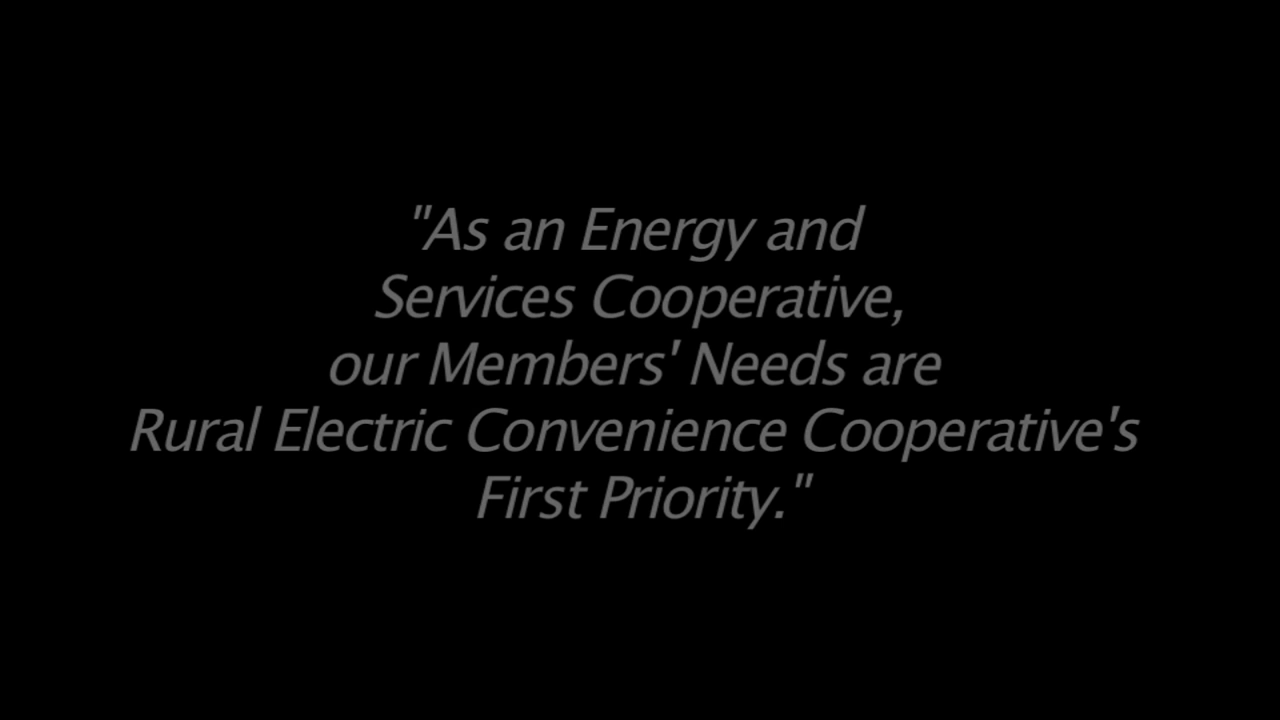 "As an Energy and
Services Cooperative,
our Members' Needs are
Rural Electric Convenience Cooperative's
First Priority."